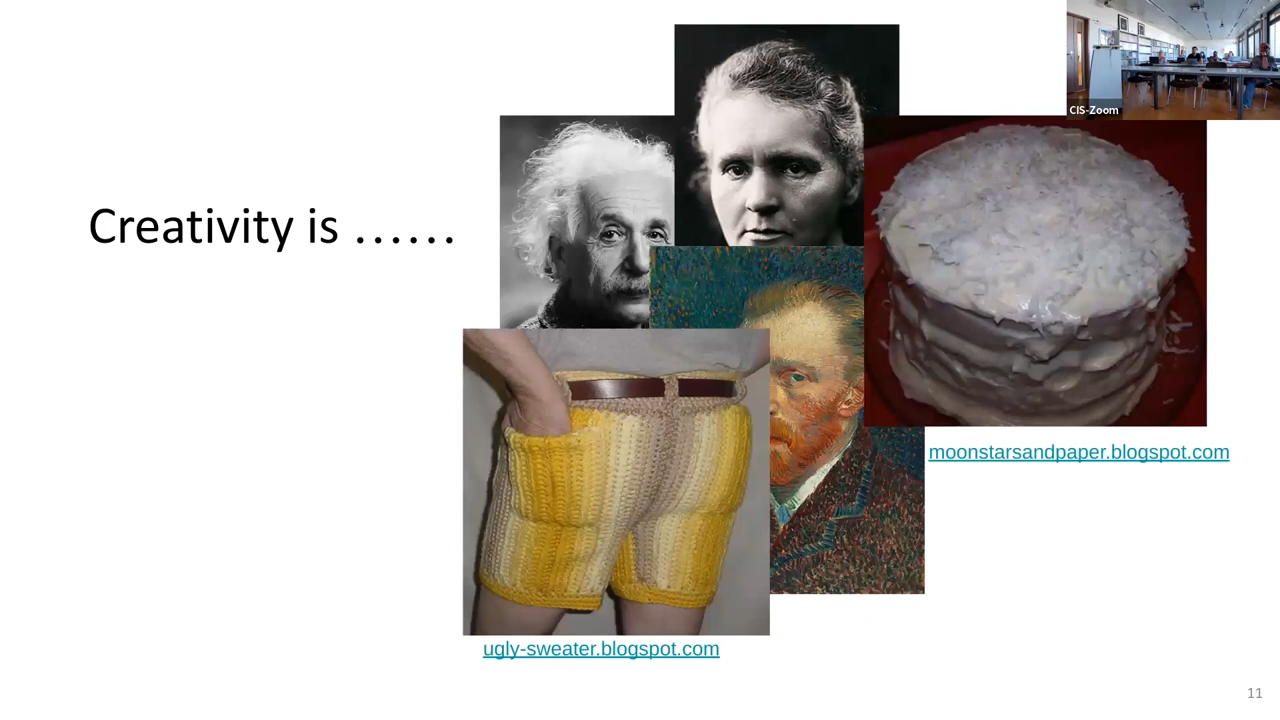 CIS-Zoom
Creativity is ......
moonstarsandpaper.blogspot.com
ugly-sweater.blogspot.com
11